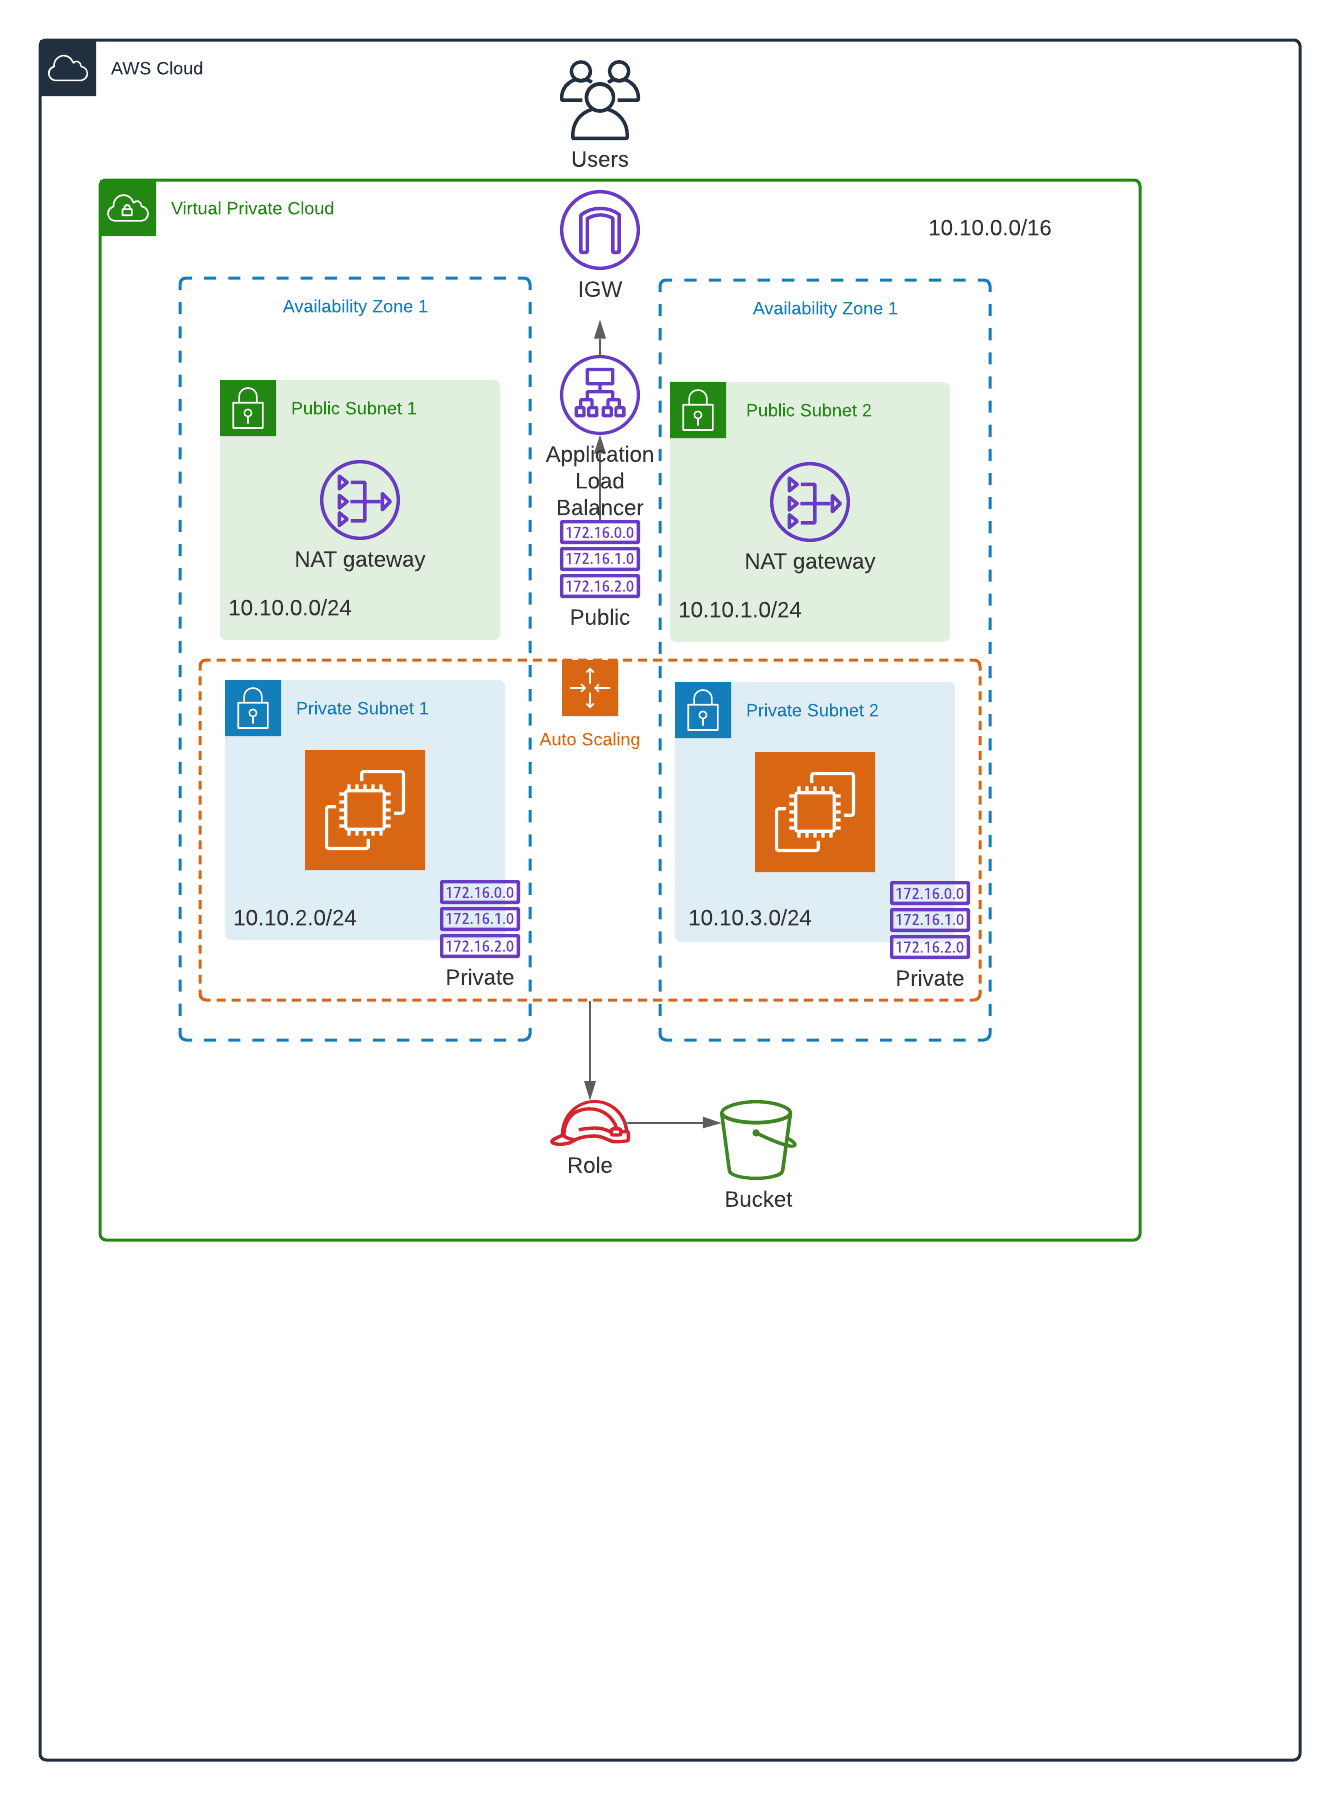 AWS Cloud
Users
Virtual Private Cloud
10.10.0.0/16
IGW
Availability Zone 1
Availability Zone 1
Public Subnet 1
Public Subnet 2
Application
Load
Balancer
NAT gateway
NAT gateway
172.16.0.0
172.16.1.0
172.16.2.0
10.10.0.0/24
10.10.1.0/24
Public
Private Subnet 1
Private Subnet 2
Auto Scaling
172.16.0.0
172.16.1.0
172.16.2.0
10.10.2.0/24
Private
172.16.0.0
172.16.1.0
172.16.2.0
10.10.3.0/24
Private
Role
Bucket